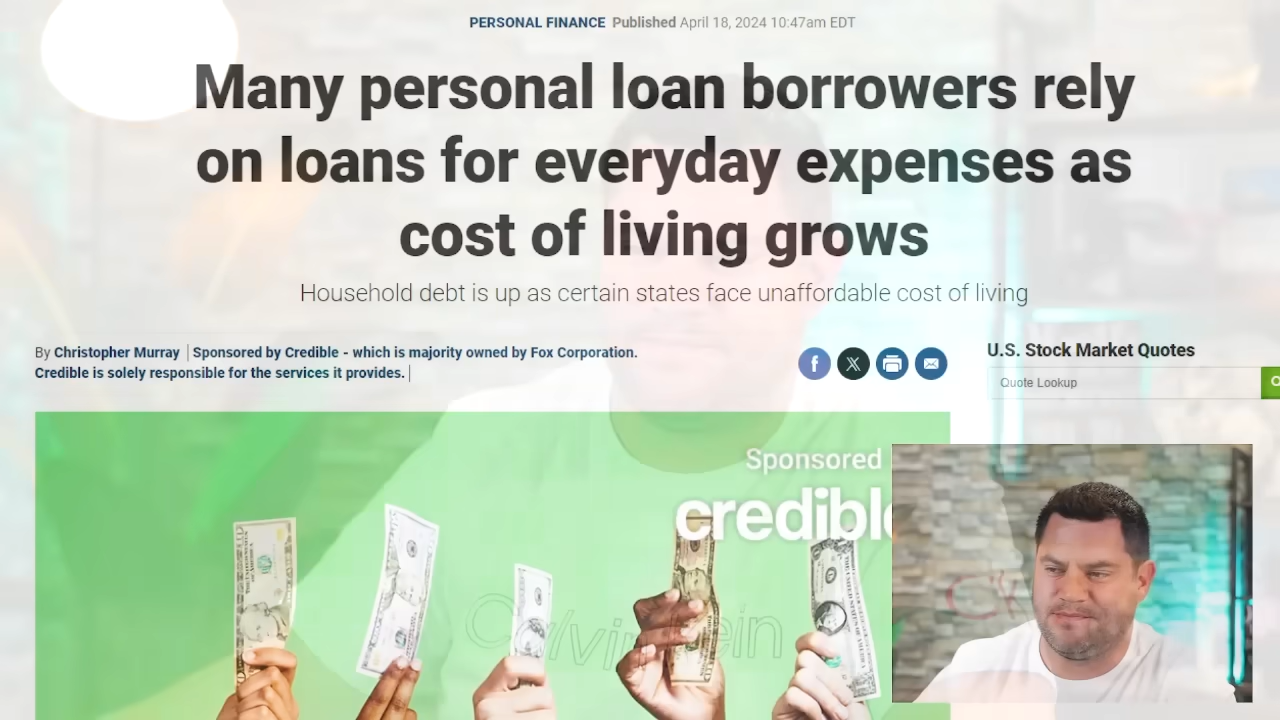 PERSONAL FINANCE Published April 18, 2024 10:47am EDT
Many personal loan borrowers rely
on loans for everyday expenses as
cost of living grows
Household debt is up as certain states face unaffordable cost of living
By Christopher Murray | Sponsored by Credible - which is majority owned by Fox Corporation.
Credible is solely responsible for the services it provides. |
U.S. Stock Market Quotes
Quote Lookup
Sponsored